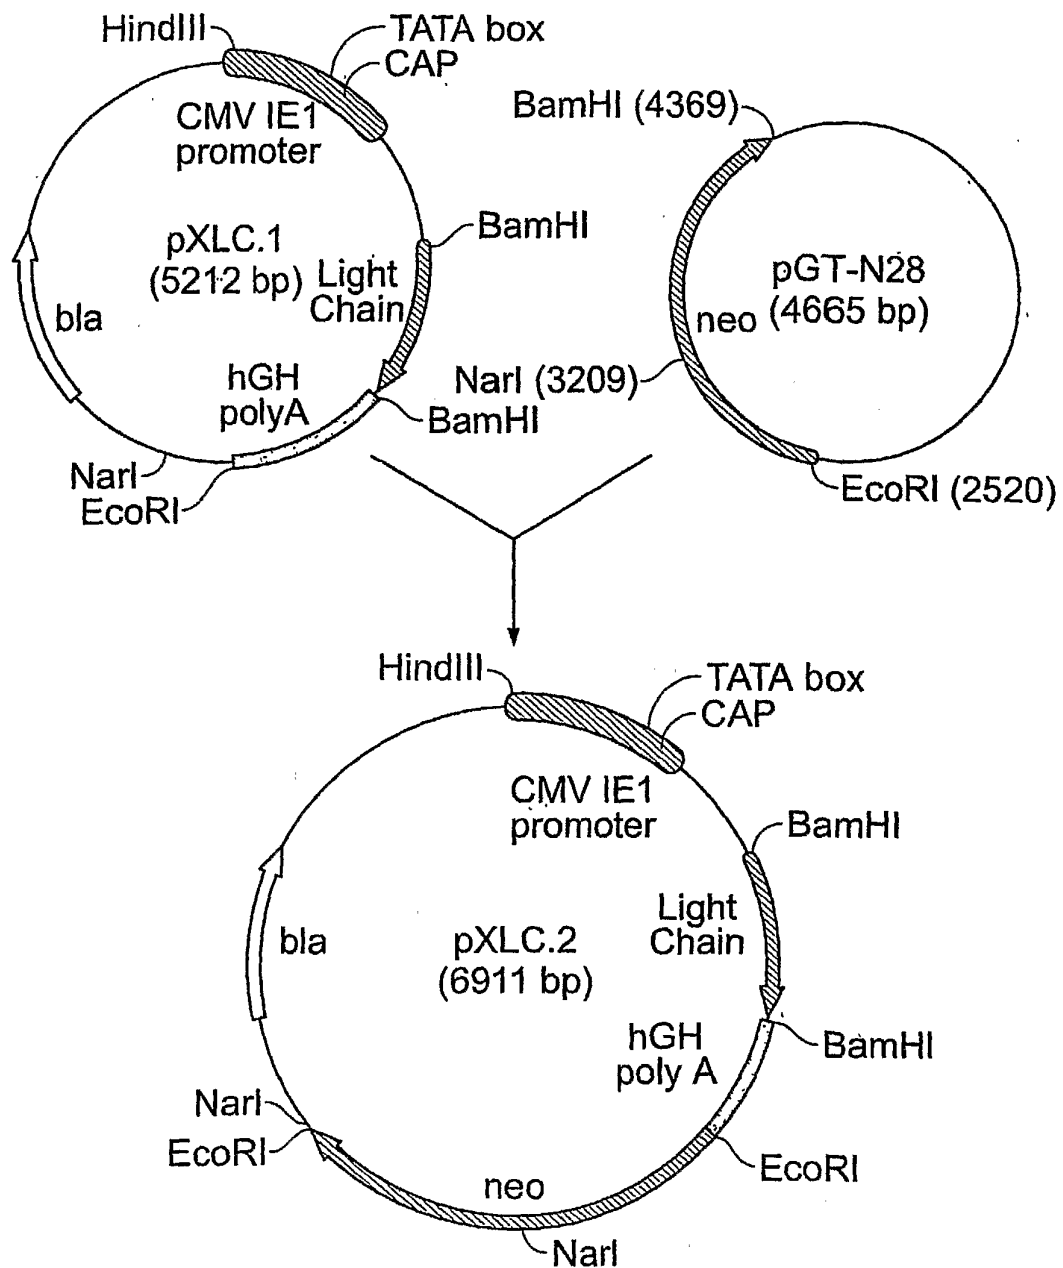 HindIII
TATA box
CAP
CMV IE1
promoter
BamHI
pXLC.1
(5212 bp)
Light
Chain
bla
hGH
polyA
BamHI
NarI
EcoRI
BamHI (4369)
pGT-N28
(4665 bp)
neo
NarI (3209)
EcoRI (2520)
HindIII
TATA box
CAP
CMV IE1
promoter
BamHI
Light
Chain
bla
pXLC.2
(6911 bp)
hGH
poly A
BamHI
NarI
EcoRI
EcoRI
neo
NarI